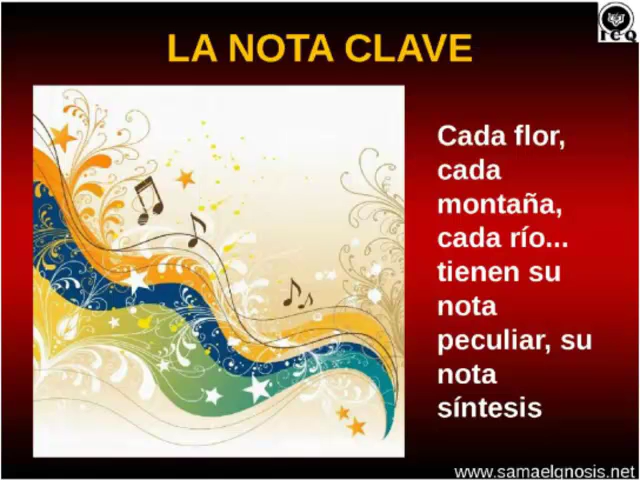 LA NOTA CLAVE
ICQ
Cada flor,
cada
montaña,
cada río...
tienen su
nota
peculiar, su
nota
síntesis
www.samaelgnosis.net